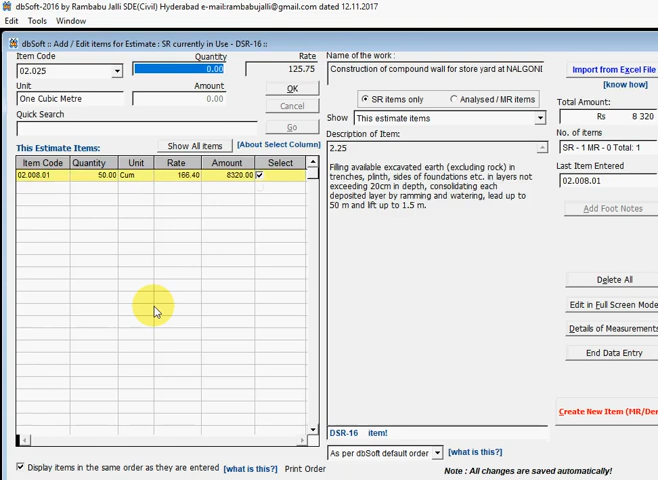 dbSoft-2016 by Rambabu Jalli SDE(Civil) Hyderabad e-mail:rambabujalli@gmail.com dated 12.11.2017
Edit Tools Window
dbSoft :: Add / Edit items for Estimate : SR currently in Use - DSR-16 ::
Item Code Quantity Rate
02.025 0.00 125.75
Unit Amount OK
One Cubic Metre 0.00 Cancel
Quick Search
Go
This Estimate Items: Show All items [About Select Column]
Item Code Quantity Unit Rate Amount Select
02.008.01 50.00 Cum 166.40 8320.00
Display items in the same order as they are entered [what is this?] Print Order
Name of the work :
Construction of compound wall for store yard at NALGOND
SR items only Analysed / MR items
Show This estimate items
Description of Item:
2.25
Filling available excavated earth (excluding rock) in
trenches, plinth, sides of foundations etc. in layers not
exceeding 20cm in depth, consolidating each
deposited layer by ramming and watering, lead up to
50 m and lift up to 1.5 m.
DSR-16 item!
As per dbSoft default order [what is this?]
Note : All changes are saved automatically!
Import from Excel File
[know how]
Total Amount:
Rs 8 320
No. of items
SR - 1 MR - 0 Total: 1
Last Item Entered
02.008.01
Add Foot Notes
Delete All
Edit in Full Screen Mode
Details of Measurements
End Data Entry
Create New Item (MR/Der